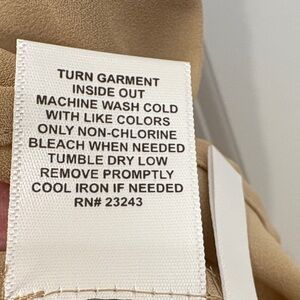 TURN GARMENT
INSIDE OUT
MACHINE WASH COLD
WITH LIKE COLORS
ONLY NON-CHLORINE
BLEACH WHEN NEEDED
TUMBLE DRY LOW
REMOVE PROMPTLY
COOL IRON IF NEEDED
RN# 23243